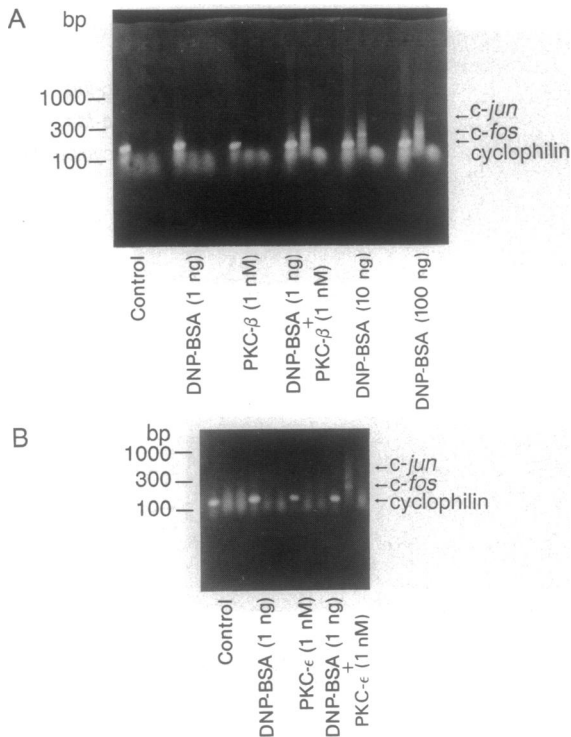 A
bp
1000
300
100
c-jun
c-fos
cyclophilin
Control
DNP-BSA (1 ng)
PKC-β (1 nM)
DNP-BSA (1 ng)
+
PKC-β (1 nM)
DNP-BSA (10 ng)
DNP-BSA (100 ng)
B
bp
1000
300
100
c-jun
c-fos
cyclophilin
Control
DNP-BSA (1 ng)
PKC-ε (1 nM)
DNP-BSA (1 ng)
+
PKC-ε (1 nM)